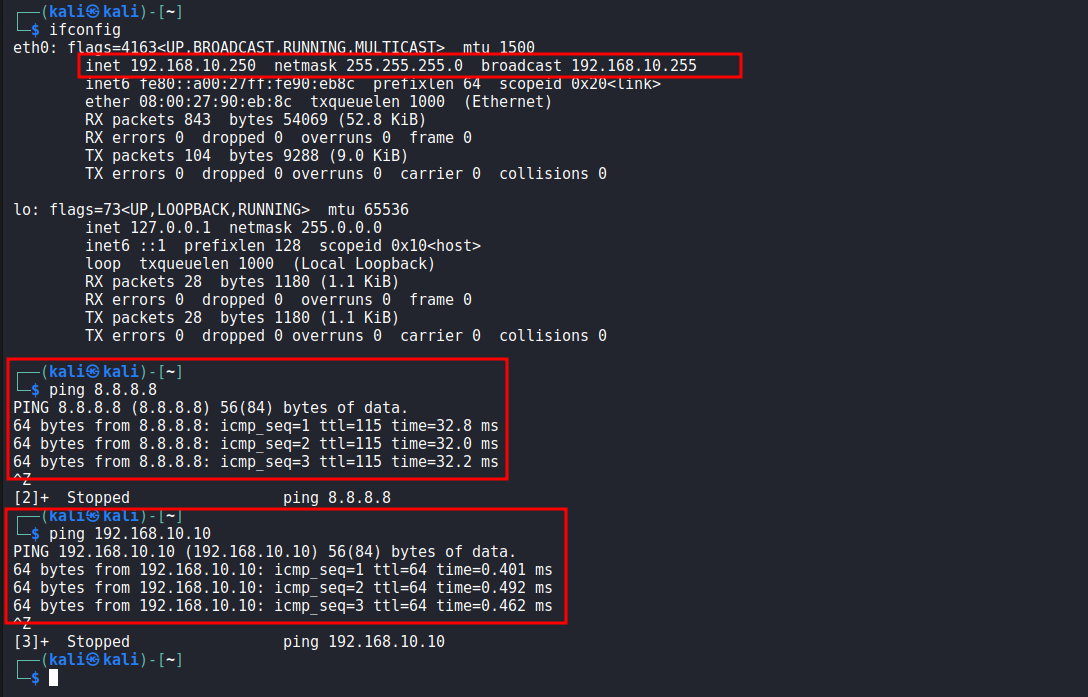 ┌──(kali㉿kali)-[~]
└─$ ifconfig
eth0: flags=4163<UP,BROADCAST,RUNNING,MULTICAST>  mtu 1500
        inet 192.168.10.250  netmask 255.255.255.0  broadcast 192.168.10.255
        inet6 fe80::a00:27ff:fe90:eb8c  prefixlen 64  scopeid 0x20<link>
        ether 08:00:27:90:eb:8c  txqueuelen 1000  (Ethernet)
        RX packets 843  bytes 54069 (52.8 KiB)
        RX errors 0  dropped 0  overruns 0  frame 0
        TX packets 104  bytes 9288 (9.0 KiB)
        TX errors 0  dropped 0 overruns 0  carrier 0  collisions 0

lo: flags=73<UP,LOOPBACK,RUNNING>  mtu 65536
        inet 127.0.0.1  netmask 255.0.0.0
        inet6 ::1  prefixlen 128  scopeid 0x10<host>
        loop  txqueuelen 1000  (Local Loopback)
        RX packets 28  bytes 1180 (1.1 KiB)
        RX errors 0  dropped 0  overruns 0  frame 0
        TX packets 28  bytes 1180 (1.1 KiB)
        TX errors 0  dropped 0 overruns 0  carrier 0  collisions 0

┌──(kali㉿kali)-[~]
└─$ ping 8.8.8.8
PING 8.8.8.8 (8.8.8.8) 56(84) bytes of data.
64 bytes from 8.8.8.8: icmp_seq=1 ttl=115 time=32.8 ms
64 bytes from 8.8.8.8: icmp_seq=2 ttl=115 time=32.0 ms
64 bytes from 8.8.8.8: icmp_seq=3 ttl=115 time=32.2 ms
^Z
[2]+  Stopped                 ping 8.8.8.8
┌──(kali㉿kali)-[~]
└─$ ping 192.168.10.10
PING 192.168.10.10 (192.168.10.10) 56(84) bytes of data.
64 bytes from 192.168.10.10: icmp_seq=1 ttl=64 time=0.401 ms
64 bytes from 192.168.10.10: icmp_seq=2 ttl=64 time=0.492 ms
64 bytes from 192.168.10.10: icmp_seq=3 ttl=64 time=0.462 ms
^Z
[3]+  Stopped                 ping 192.168.10.10
┌──(kali㉿kali)-[~]
└─$